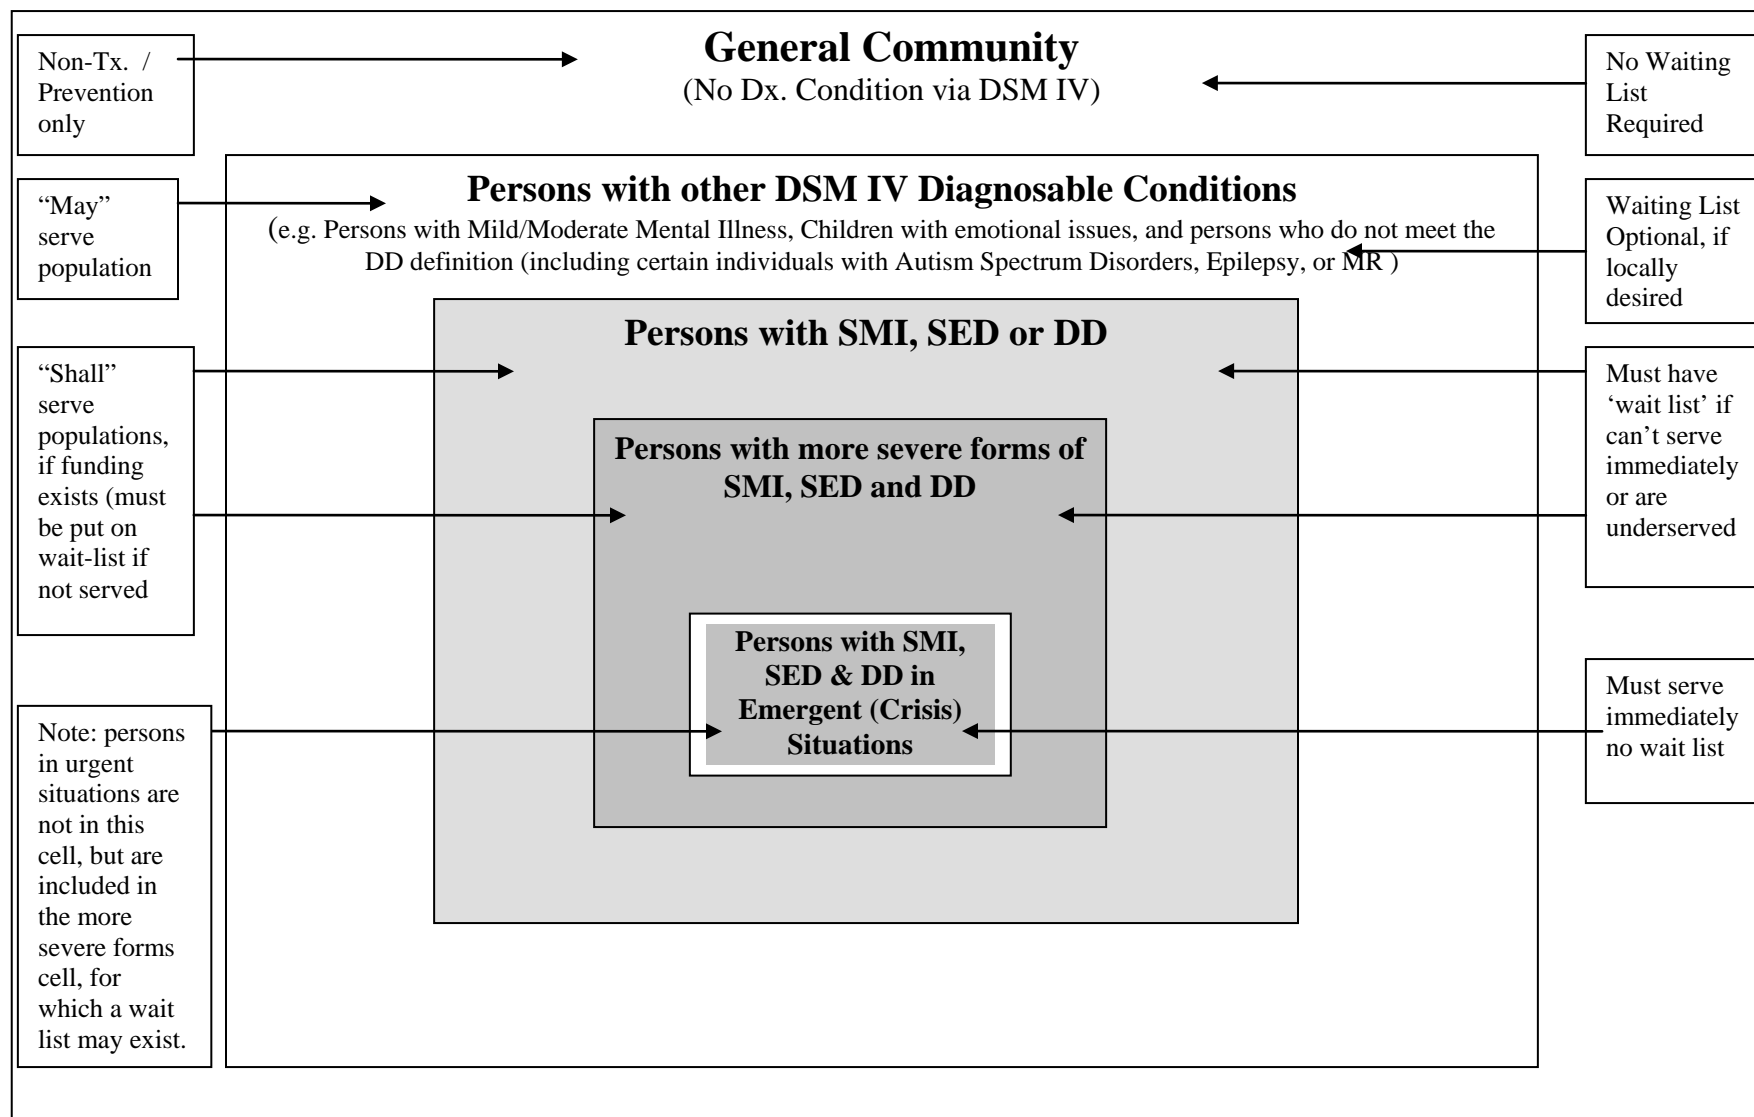 General Community
(No Dx. Condition via DSM IV)
Non-Tx. /
Prevention
only
No Waiting
List
Required
Persons with other DSM IV Diagnosable Conditions
(e.g. Persons with Mild/Moderate Mental Illness, Children with emotional issues, and persons who do not meet the
DD definition (including certain individuals with Autism Spectrum Disorders, Epilepsy, or MR )
“May”
serve
population
Waiting List
Optional, if
locally
desired
Persons with SMI, SED or DD
“Shall”
serve
populations,
if funding
exists (must
be put on
wait-list if
not served
Must have
‘wait list’ if
can’t serve
immediately
or are
underserved
Persons with more severe forms of
SMI, SED and DD
Persons with SMI,
SED & DD in
Emergent (Crisis)
Situations
Note: persons
in urgent
situations are
not in this
cell, but are
included in
the more
severe forms
cell, for
which a wait
list may exist.
Must serve
immediately
no wait list